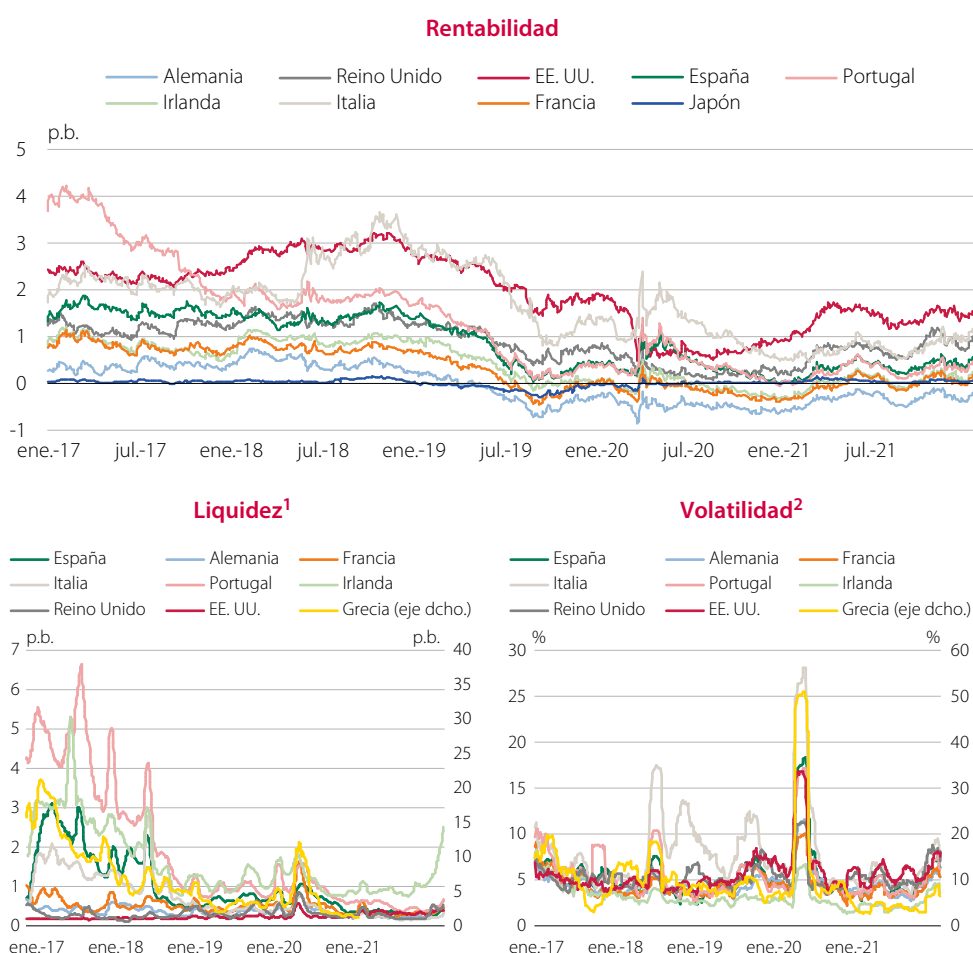 Rentabilidad
Alemania Reino Unido EE. UU. España Portugal
Irlanda Italia Francia Japón
p.b.
5
4
3
2
1
0
-1
ene.-17 jul.-17 ene.-18 jul.-18 ene.-19 jul.-19 ene.-20 jul.-20 ene.-21 jul.-21
Liquidez1
España Alemania Francia
Italia Portugal Irlanda
Reino Unido EE. UU. Grecia (eje dcho.)
p.b. p.b.
7 40
6 35
5 30
4 25
3 20
2 15
1 10
0 5
0
ene.-17 ene.-18 ene.-19 ene.-20 ene.-21
Volatilidad2
España Alemania Francia
Italia Portugal Irlanda
Reino Unido EE. UU. Grecia (eje dcho.)
% %
30 60
25 50
20 40
15 30
10 20
5 10
0 0
ene.-17 ene.-18 ene.-19 ene.-20 ene.-21